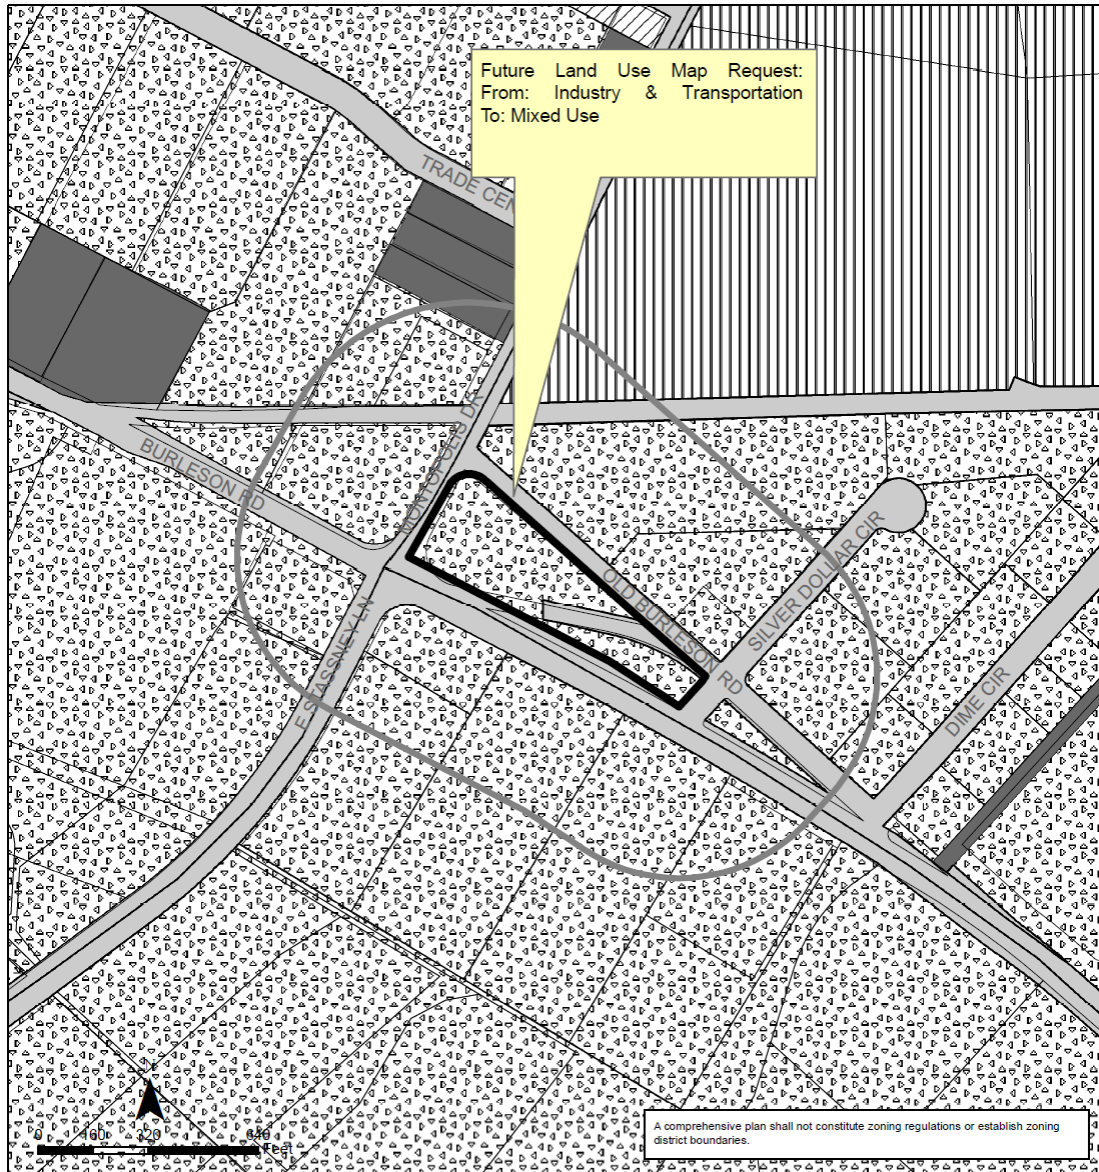 Future Land Use Map Request:
From: Industry & Transportation
To: Mixed Use
TRADE CEN
MONTOPOLIS DR
BURLESON RD
OLD BURLESON RD
SILVER DOLLAR CIR
E STASSNEY LN
DIME CIR
N
0 160 320 640
Feet
A comprehensive plan shall not constitute zoning regulations or establish zoning
district boundaries.